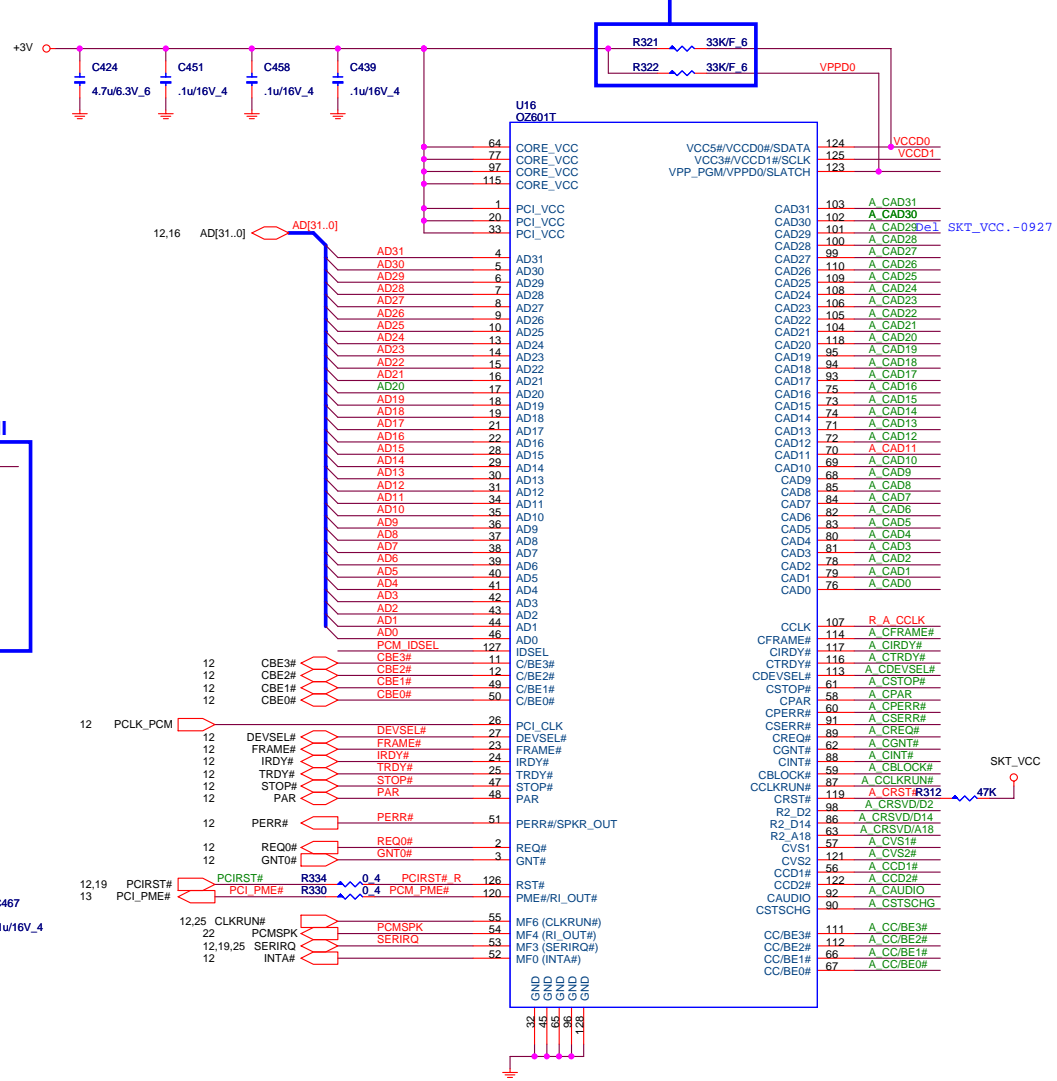 +3V
R321 33K/F_6
R322 33K/F_6
VPPD0
C424
4.7u/6.3V_6
C451
.1u/16V_4
C458
.1u/16V_4
C439
.1u/16V_4
U16
OZ601T
64 CORE_VCC
77 CORE_VCC
97 CORE_VCC
115 CORE_VCC
1 PCI_VCC
20 PCI_VCC
33 PCI_VCC
12,16 AD[31..0] AD[31..0]
AD31 4 AD31
AD30 5 AD30
AD29 6 AD29
AD28 7 AD28
AD27 8 AD27
AD26 9 AD26
AD25 10 AD25
AD24 13 AD24
AD23 14 AD23
AD22 15 AD22
AD21 16 AD21
AD20 17 AD20
AD19 18 AD19
AD18 19 AD18
AD17 21 AD17
AD16 22 AD16
AD15 28 AD15
AD14 29 AD14
AD13 30 AD13
AD12 31 AD12
AD11 34 AD11
AD10 35 AD10
AD9 36 AD9
AD8 37 AD8
AD7 38 AD7
AD6 39 AD6
AD5 40 AD5
AD4 41 AD4
AD3 42 AD3
AD2 43 AD2
AD1 44 AD1
AD0 46 AD0
PCM_IDSEL 127 IDSEL
12 CBE3# CBE3# 11 C/BE3#
12 CBE2# CBE2# 12 C/BE2#
12 CBE1# CBE1# 49 C/BE1#
12 CBE0# CBE0# 50 C/BE0#
12 PCLK_PCM 26 PCI_CLK
12 DEVSEL# DEVSEL# 27 DEVSEL#
12 FRAME# FRAME# 23 FRAME#
12 IRDY# IRDY# 24 IRDY#
12 TRDY# TRDY# 25 TRDY#
12 STOP# STOP# 47 STOP#
12 PAR PAR 48 PAR
12 PERR# PERR# 51 PERR#/SPKR_OUT
12 REQ0# REQ0# 2 REQ#
12 GNT0# GNT0# 3 GNT#
12,19 PCIRST# PCIRST# R334 0_4 PCIRST#_R 126 RST#
13 PCI_PME# PCI_PME# R330 0_4 PCM_PME# 120 PME#/RI_OUT#
12,25 CLKRUN# 55 MF6 (CLKRUN#)
22 PCMSPK PCMSPK 54 MF4 (RI_OUT#)
12,19,25 SERIRQ SERIRQ 53 MF3 (SERIRQ#)
12 INTA# 52 MF0 (INTA#)
VCC5#/VCCD0#/SDATA 124 VCCD0
VCC3#/VCCD1#/SCLK 125 VCCD1
VPP_PGM/VPPD0/SLATCH 123
CAD31 103 A_CAD31
CAD30 102 A_CAD30
CAD29 101 A_CAD29 Del SKT_VCC.-0927
CAD28 100 A_CAD28
CAD27 99 A_CAD27
CAD26 110 A_CAD26
CAD25 109 A_CAD25
CAD24 108 A_CAD24
CAD23 106 A_CAD23
CAD22 105 A_CAD22
CAD21 104 A_CAD21
CAD20 118 A_CAD20
CAD19 95 A_CAD19
CAD18 94 A_CAD18
CAD17 93 A_CAD17
CAD16 75 A_CAD16
CAD15 73 A_CAD15
CAD14 74 A_CAD14
CAD13 71 A_CAD13
CAD12 72 A_CAD12
CAD11 70 A_CAD11
CAD10 69 A_CAD10
CAD9 68 A_CAD9
CAD8 85 A_CAD8
CAD7 84 A_CAD7
CAD6 82 A_CAD6
CAD5 83 A_CAD5
CAD4 80 A_CAD4
CAD3 81 A_CAD3
CAD2 78 A_CAD2
CAD1 79 A_CAD1
CAD0 76 A_CAD0
CCLK 107 R_A_CCLK
CFRAME# 114 A_CFRAME#
CIRDY# 117 A_CIRDY#
CTRDY# 116 A_CTRDY#
CDEVSEL# 113 A_CDEVSEL#
CSTOP# 61 A_CSTOP#
CPAR 58 A_CPAR
CPERR# 60 A_CPERR#
CSERR# 91 A_CSERR#
CREQ# 89 A_CREQ#
CGNT# 62 A_CGNT#
CINT# 88 A_CINT#
CBLOCK# 59 A_CBLOCK#
CCLKRUN# 87 A_CCLKRUN#
CRST# 119 A_CRST# R312 47K
SKT_VCC
R2_D2 98 A_CRSVD/D2
R2_D14 86 A_CRSVD/D14
R2_A18 63 A_CRSVD/A18
CVS1 57 A_CVS1#
CVS2 121 A_CVS2#
CCD1# 56 A_CCD1#
CCD2# 122 A_CCD2#
CAUDIO 92 A_CAUDIO
CSTSCHG 90 A_CSTSCHG
CC/BE3# 111 A_CC/BE3#
CC/BE2# 112 A_CC/BE2#
CC/BE1# 66 A_CC/BE1#
CC/BE0# 67 A_CC/BE0#
GND GND GND GND GND
32 45 65 96 128
C467
1u/16V_4